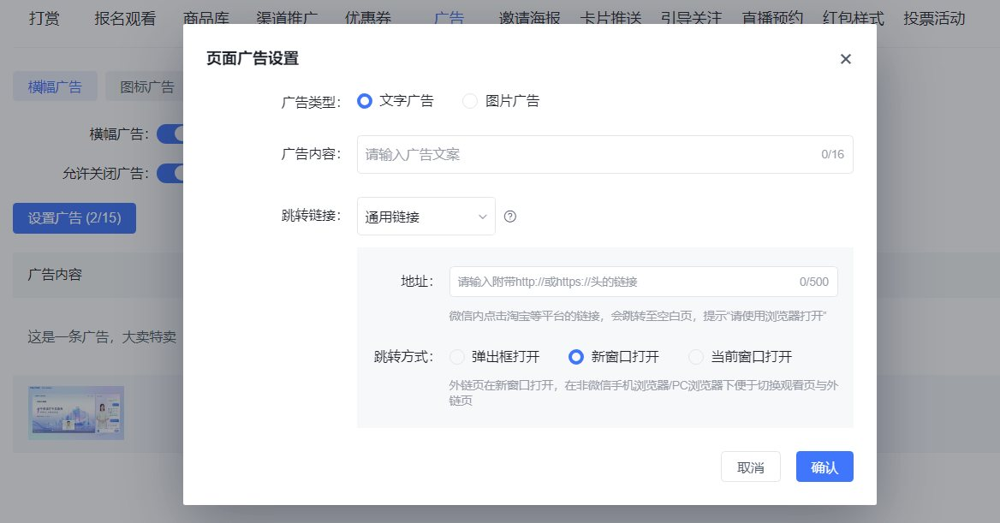 打赏 报名观看 商品库 渠道推广 优惠券 广告 邀请海报 卡片推送 引导关注 直播预约 红包样式 投票活动
页面广告设置
横幅广告 图标广告
广告类型： 文字广告 图片广告
横幅广告：
广告内容： 请输入广告文案 0/16
允许关闭广告：
设置广告 (2/15)
跳转链接： 通用链接
广告内容
地址： 请输入附带http://或https://头的链接 0/500
微信内点击淘宝等平台的链接，会跳转至空白页，提示“请使用浏览器打开”
这是一条广告，大卖特卖
跳转方式： 弹出框打开 新窗口打开 当前窗口打开
外链页在新窗口打开，在非微信手机浏览器/PC浏览器下便于切换观看页与外
链页
取消 确认